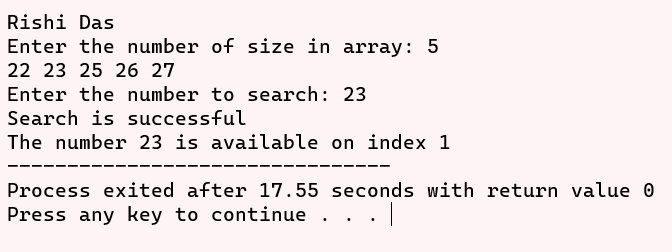 Rishi Das
Enter the number of size in array: 5
22 23 25 26 27
Enter the number to search: 23
Search is successful
The number 23 is available on index 1
--------------------------------
Process exited after 17.55 seconds with return value 0
Press any key to continue . . .